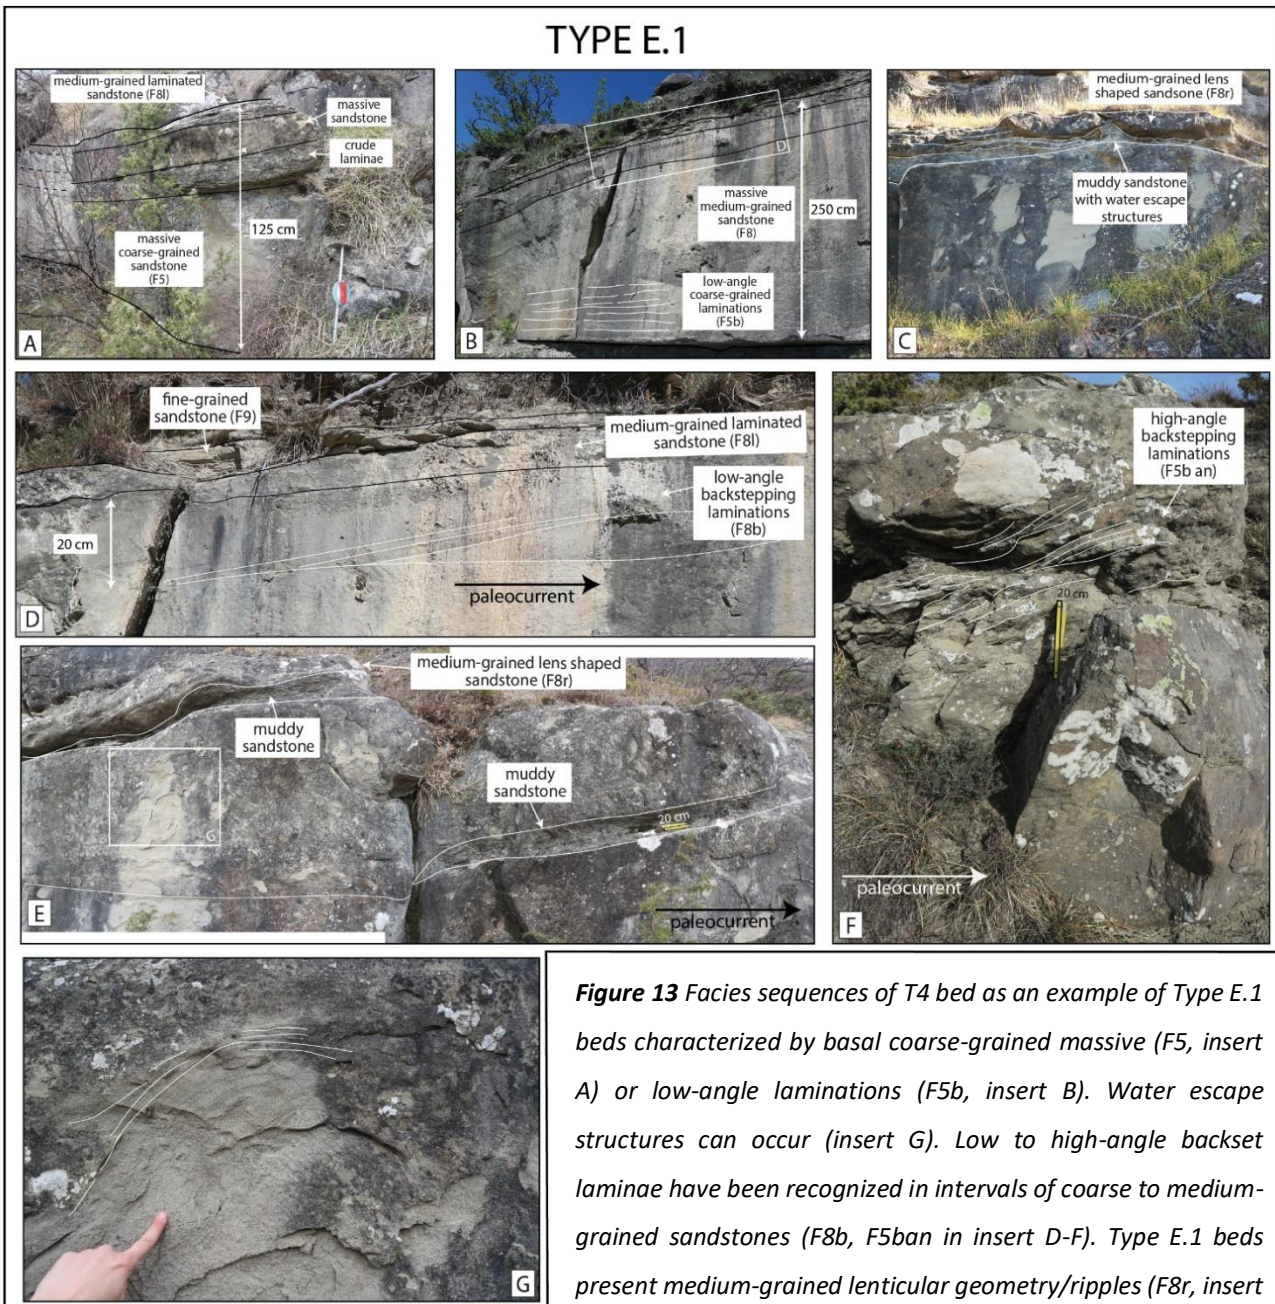 TYPE E.1
medium-grained laminated
sandstone (F8l)
massive
sandstone
crude
laminae
125 cm
massive
coarse-grained
sandstone
(F5)
A
D
massive
medium-grained
sandstone
(F8)
250 cm
low-angle
coarse-grained
laminations
(F5b)
B
medium-grained lens
shaped sandsone (F8r)
muddy sandstone
with water escape
structures
C
fine-grained
sandstone (F9)
medium-grained laminated
sandstone (F8l)
low-angle
backstepping
laminations
(F8b)
20 cm
paleocurrent
D
high-angle
backstepping
laminations
(F5b an)
20 cm
paleocurrent
F
medium-grained lens shaped
sandstone (F8r)
muddy
sandstone
muddy
sandstone
G
20 cm
paleocurrent
E
G
Figure 13 Facies sequences of T4 bed as an example of Type E.1
beds characterized by basal coarse-grained massive (F5, insert
A) or low-angle laminations (F5b, insert B). Water escape
structures can occur (insert G). Low to high-angle backset
laminae have been recognized in intervals of coarse to medium-
grained sandstones (F8b, F5ban in insert D-F). Type E.1 beds
present medium-grained lenticular geometry/ripples (F8r, insert